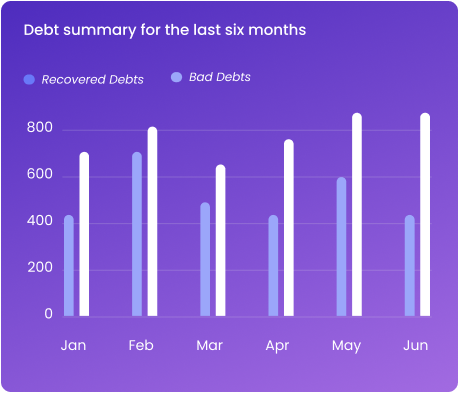 Debt summary for the last six months
Recovered Debts
Bad Debts
800
600
400
200
0
Jan Feb Mar Apr May Jun